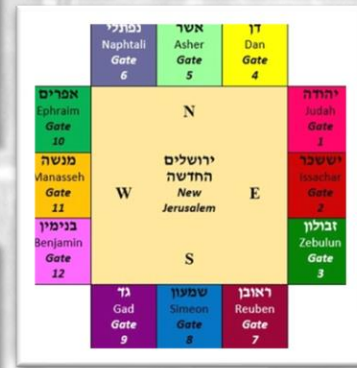 נפתלי
Naphtali
Gate
6
אשר
Asher
Gate
5
דן
Dan
Gate
4
אפרים
Ephraim
Gate
10
מנשה
Manasseh
Gate
11
בנימין
Benjamin
Gate
12
N
ירושלים
החדשה
New
Jerusalem
W
E
S
יהודה
Judah
Gate
1
יששכר
Issachar
Gate
2
זבולון
Zebulun
Gate
3
גד
Gad
Gate
9
שמעון
Simeon
Gate
8
ראובן
Reuben
Gate
7